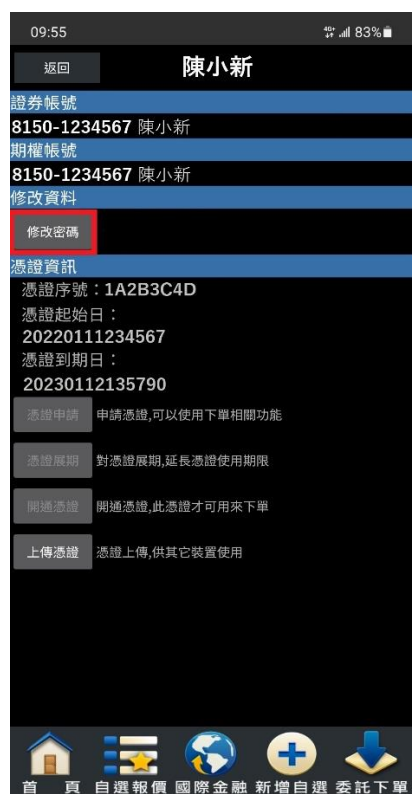 09:55
4G+ 83%
返回
陳小新
證券帳號
8150-1234567 陳小新
期權帳號
8150-1234567 陳小新
修改資料
修改密碼
憑證資訊
憑證序號：1A2B3C4D
憑證起始日：
20220111234567
憑證到期日：
20230112135790
憑證申請 申請憑證,可以使用下單相關功能
憑證展期 對憑證展期,延長憑證使用期限
開通憑證 開通憑證,此憑證才可用來下單
上傳憑證 憑證上傳,供其它裝置使用
首 頁 自選報價 國際金融 新增自選 委託下單